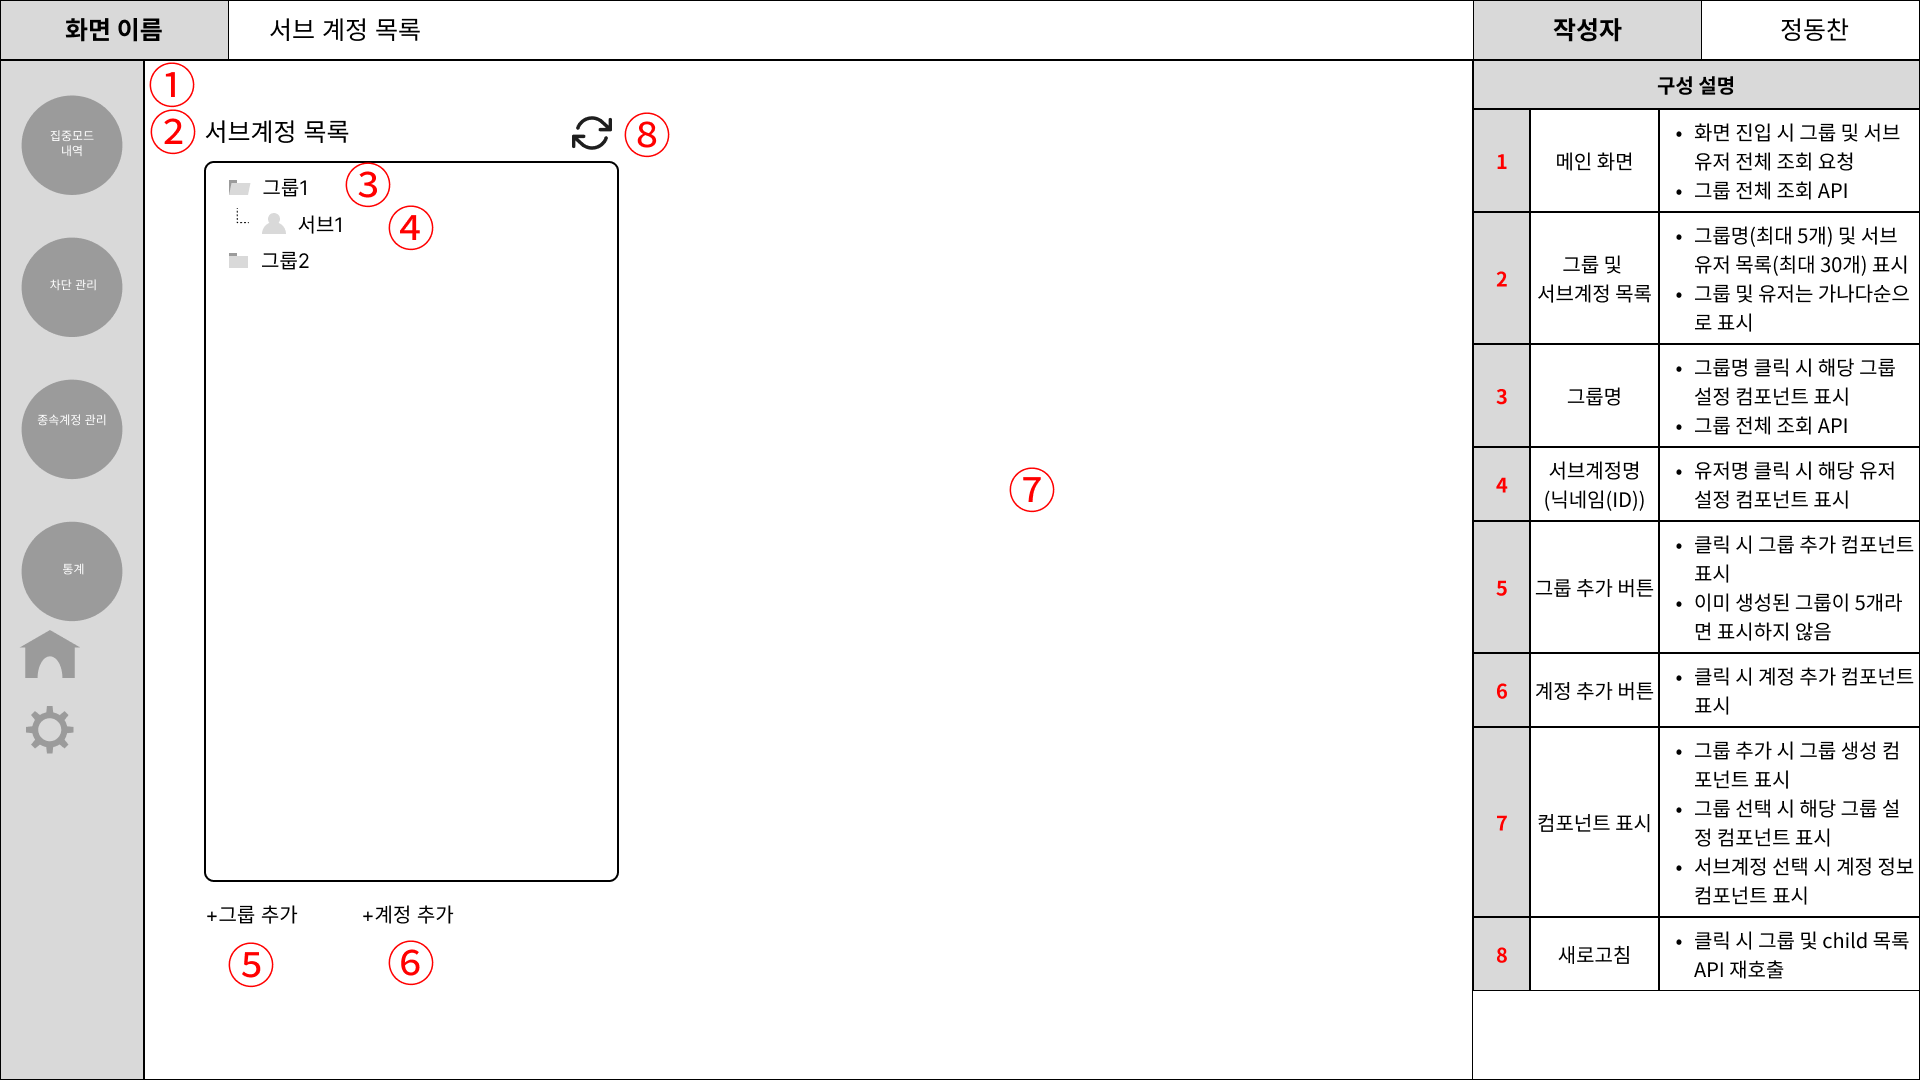 화면 이름
서브 계정 목록
작성자
정동찬
집중모드
내역
차단 관리
종속계정 관리
통계
①
②
서브계정 목록
⑧
그룹1
③
서브1
④
그룹2
⑦
+그룹 추가
+계정 추가
⑤
⑥
구성 설명
1
메인 화면
• 화면 진입 시 그룹 및 서브
유저 전체 조회 요청
• 그룹 전체 조회 API
2
그룹 및
서브계정 목록
• 그룹명(최대 5개) 및 서브
유저 목록(최대 30개) 표시
• 그룹 및 유저는 가나다순으
로 표시
3
그룹명
• 그룹명 클릭 시 해당 그룹
설정 컴포넌트 표시
• 그룹 전체 조회 API
4
서브계정명
(닉네임(ID))
• 유저명 클릭 시 해당 유저
설정 컴포넌트 표시
5
그룹 추가 버튼
• 클릭 시 그룹 추가 컴포넌트
표시
• 이미 생성된 그룹이 5개라
면 표시하지 않음
6
계정 추가 버튼
• 클릭 시 계정 추가 컴포넌트
표시
7
컴포넌트 표시
• 그룹 추가 시 그룹 생성 컴
포넌트 표시
• 그룹 선택 시 해당 그룹 설
정 컴포넌트 표시
• 서브계정 선택 시 계정 정보
컴포넌트 표시
8
새로고침
• 클릭 시 그룹 및 child 목록
API 재호출